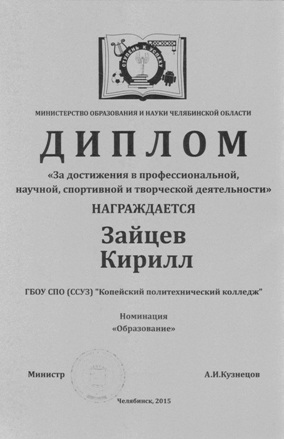 МИНИСТЕРСТВО ОБРАЗОВАНИЯ И НАУКИ ЧЕЛЯБИНСКОЙ ОБЛАСТИ
ДИПЛОМ
«За достижения в профессиональной,
научной, спортивной и творческой деятельности»
НАГРАЖДАЕТСЯ
Зайцев
Кирилл
ГБОУ СПО (ССУЗ) "Копейский политехнический колледж"
Номинация
«Образование»
Министр А.И.Кузнецов
Челябинск, 2015